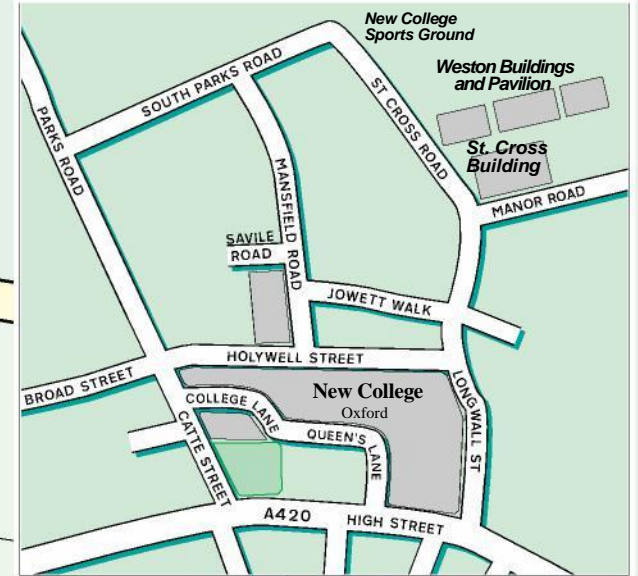 New College
Sports Ground
Weston Buildings
and Pavilion
SOUTH PARKS ROAD
PARKS ROAD
ST CROSS ROAD
St. Cross
Building
MANOR ROAD
MANSFIELD ROAD
SAVILE
ROAD
JOWETT WALK
HOLYWELL STREET
BROAD STREET
New College
Oxford
COLLEGE LANE
LONGWALL ST
CATTE STREET
QUEEN'S LANE
A420
HIGH STREET